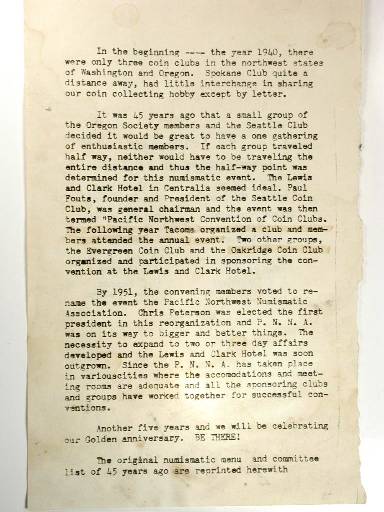 In the beginning ---- the year 1940, there
were only three coin clubs in the northwest states
of Washington and Oregon. Spokane Club quite a
distance away, had little interchange in sharing
our coin collecting hobby except by letter.
It was 45 years ago that a small group of
the Oregon Society members and the Seattle Club
decided it would be great to have a one gathering
of enthusiastic members. If each group traveled
half way, neither would have to be traveling the
entire distance and thus the half-way point was
determined for this numismatic event. The Lewis
and Clark Hotel in Centralia seemed ideal. Paul
Fouts, founder and President of the Seattle Coin
Club, was general chairman and the event was then
termed "Pacific Northwest Convention of Coin Clubs.
The following year Tacoma organized a club and mem-
bers attended the annual event. Two other groups,
the Evergreen Coin Club and the Oakridge Coin Club
organized and participated in sponsoring the con-
vention at the Lewis and Clark Hotel.
By 1951, the convening members voted to re-
name the event the Pacific Northwest Numismatic
Association. Chris Peterson was elected the first
president in this reorganization and P. N. N. A.
was on its way to bigger and better things. The
necessity to expand to two or three day affairs
developed and the Lewis and Clark Hotel was soon
outgrown. Since the P. N. N. A. has taken place
in variouscities where the accomodations and meet-
ing rooms are adequate and all the sponsoring clubs
and groups have worked together for successful con-
ventions.
Another five years and we will be celebrating
our Golden anniversary. BE THERE!
The original numismatic menu and committee
list of 45 years ago are reprinted herewith